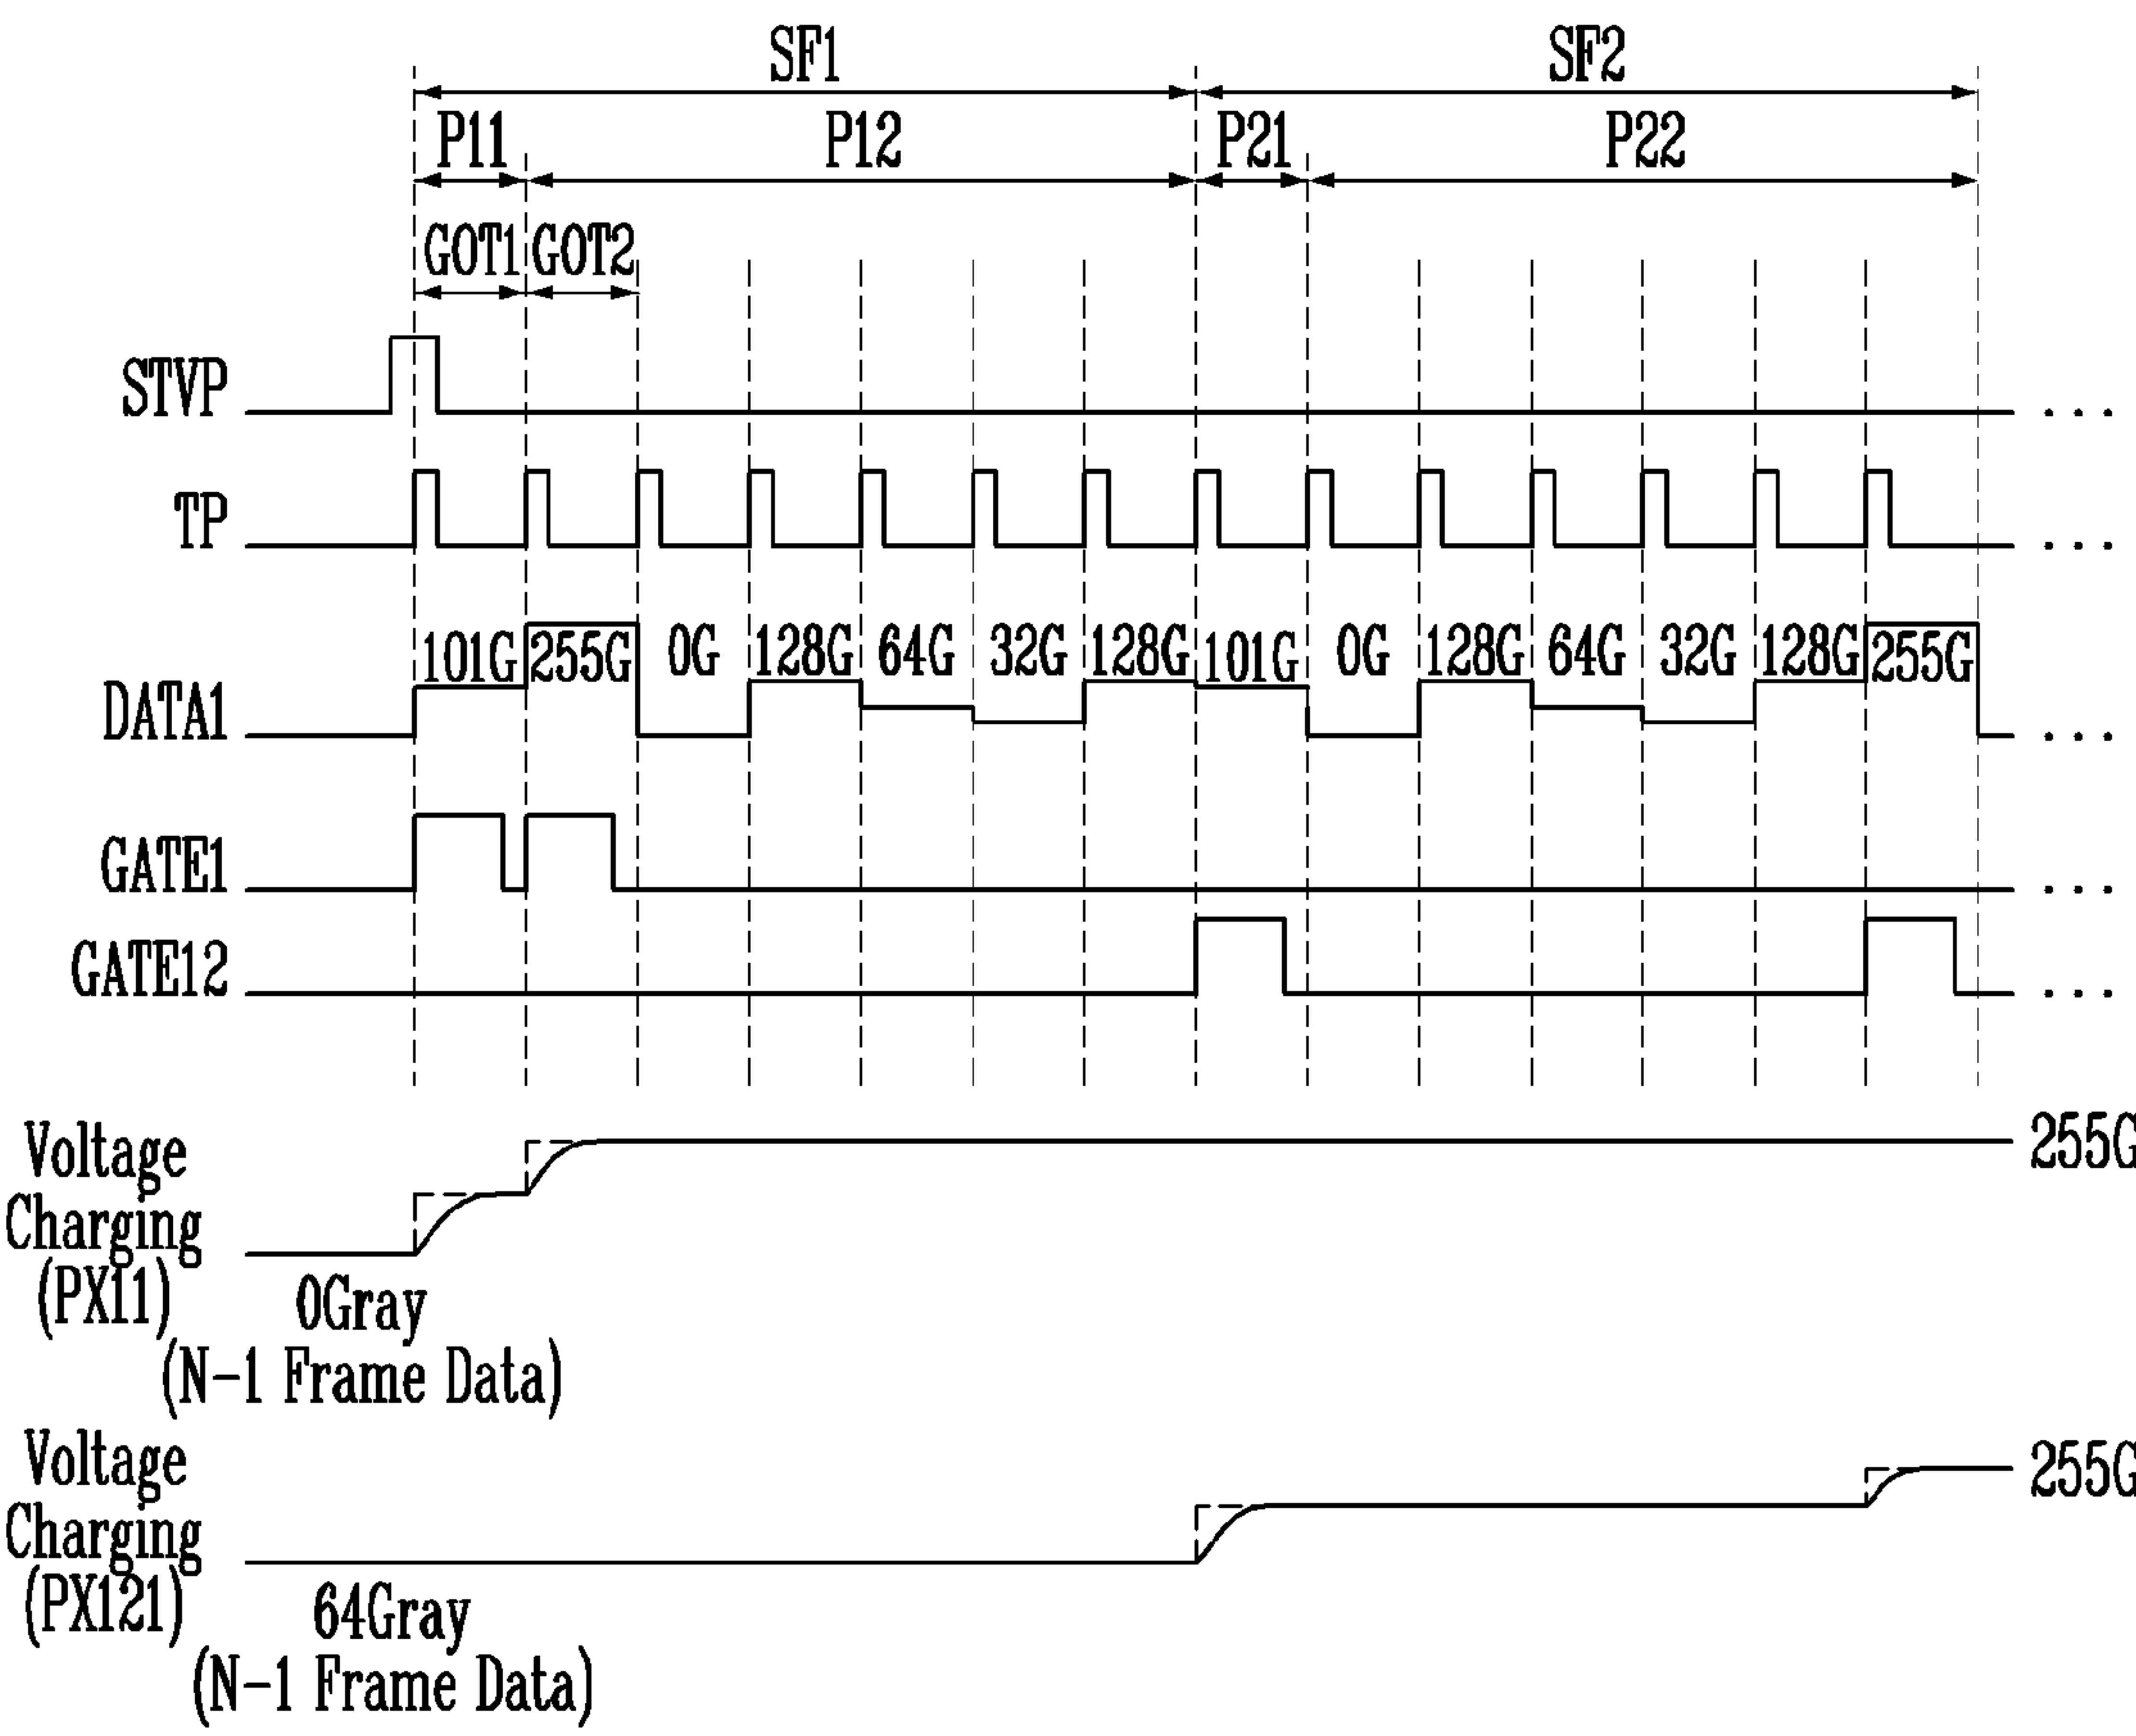 SF1 SF2
P11 P12 P21 P22
GOT1 GOT2
STVP ...
TP ...
101G 255G 0G 128G 64G 32G 128G 101G 0G 128G 64G 32G 128G 255G
DATA1 ...
GATE1 ...
GATE12 ...
Voltage
Charging
(PX11)
255G
0Gray
(N-1 Frame Data)
Voltage
Charging
(PX121)
255G
64Gray
(N-1 Frame Data)